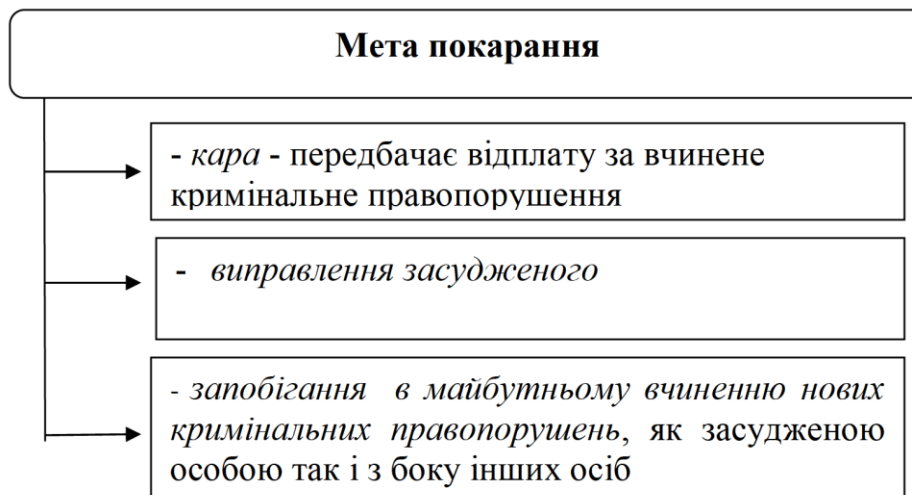 Мета покарання
- кара - передбачає відплату за вчинене
кримінальне правопорушення
- виправлення засудженого
- запобігання в майбутньому вчиненню нових
кримінальних правопорушень, як засудженою
особою так і з боку інших осіб